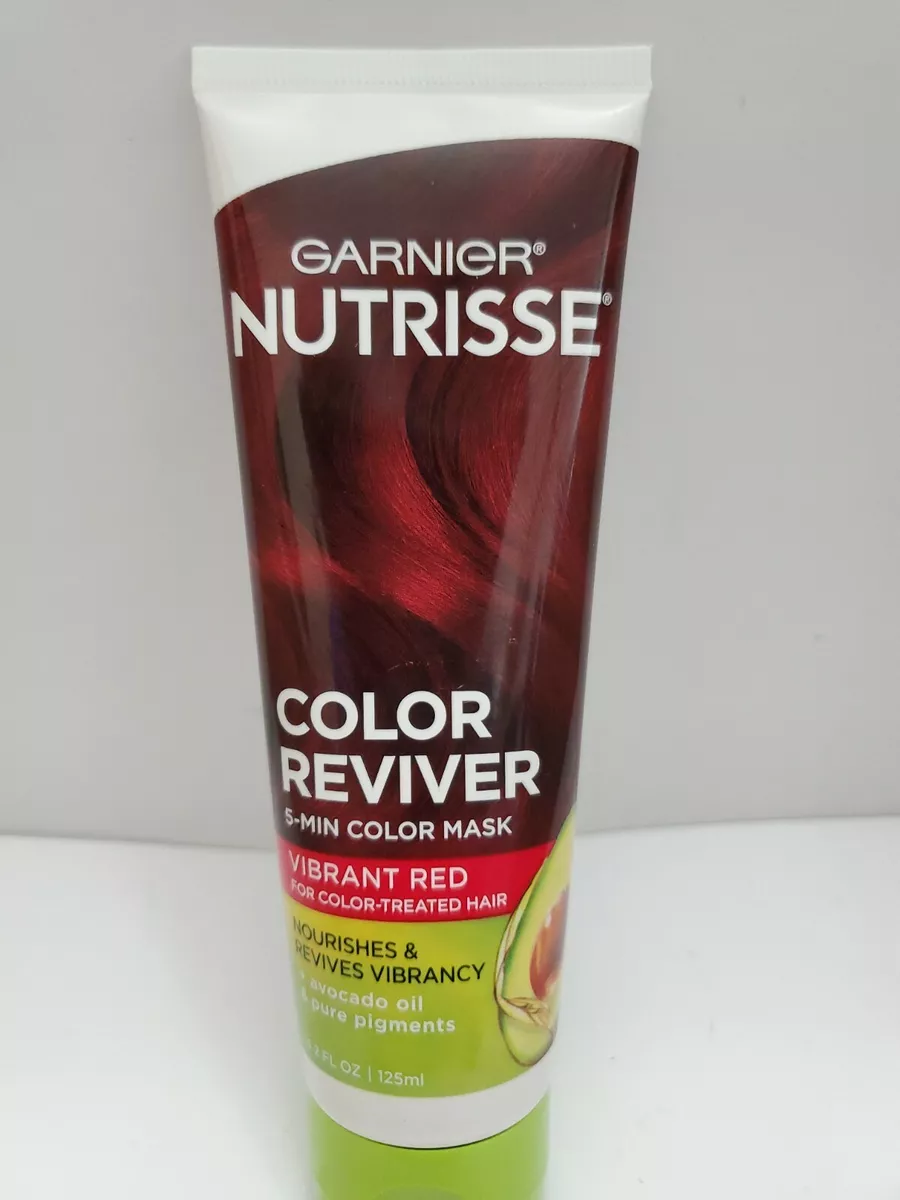 GARNIER®
NUTRISSE®
COLOR
REVIVER
5-MIN COLOR MASK
VIBRANT RED
FOR COLOR-TREATED HAIR
NOURISHES &
REVIVES VIBRANCY
avocado oil
& pure pigments
FL OZ | 125ml